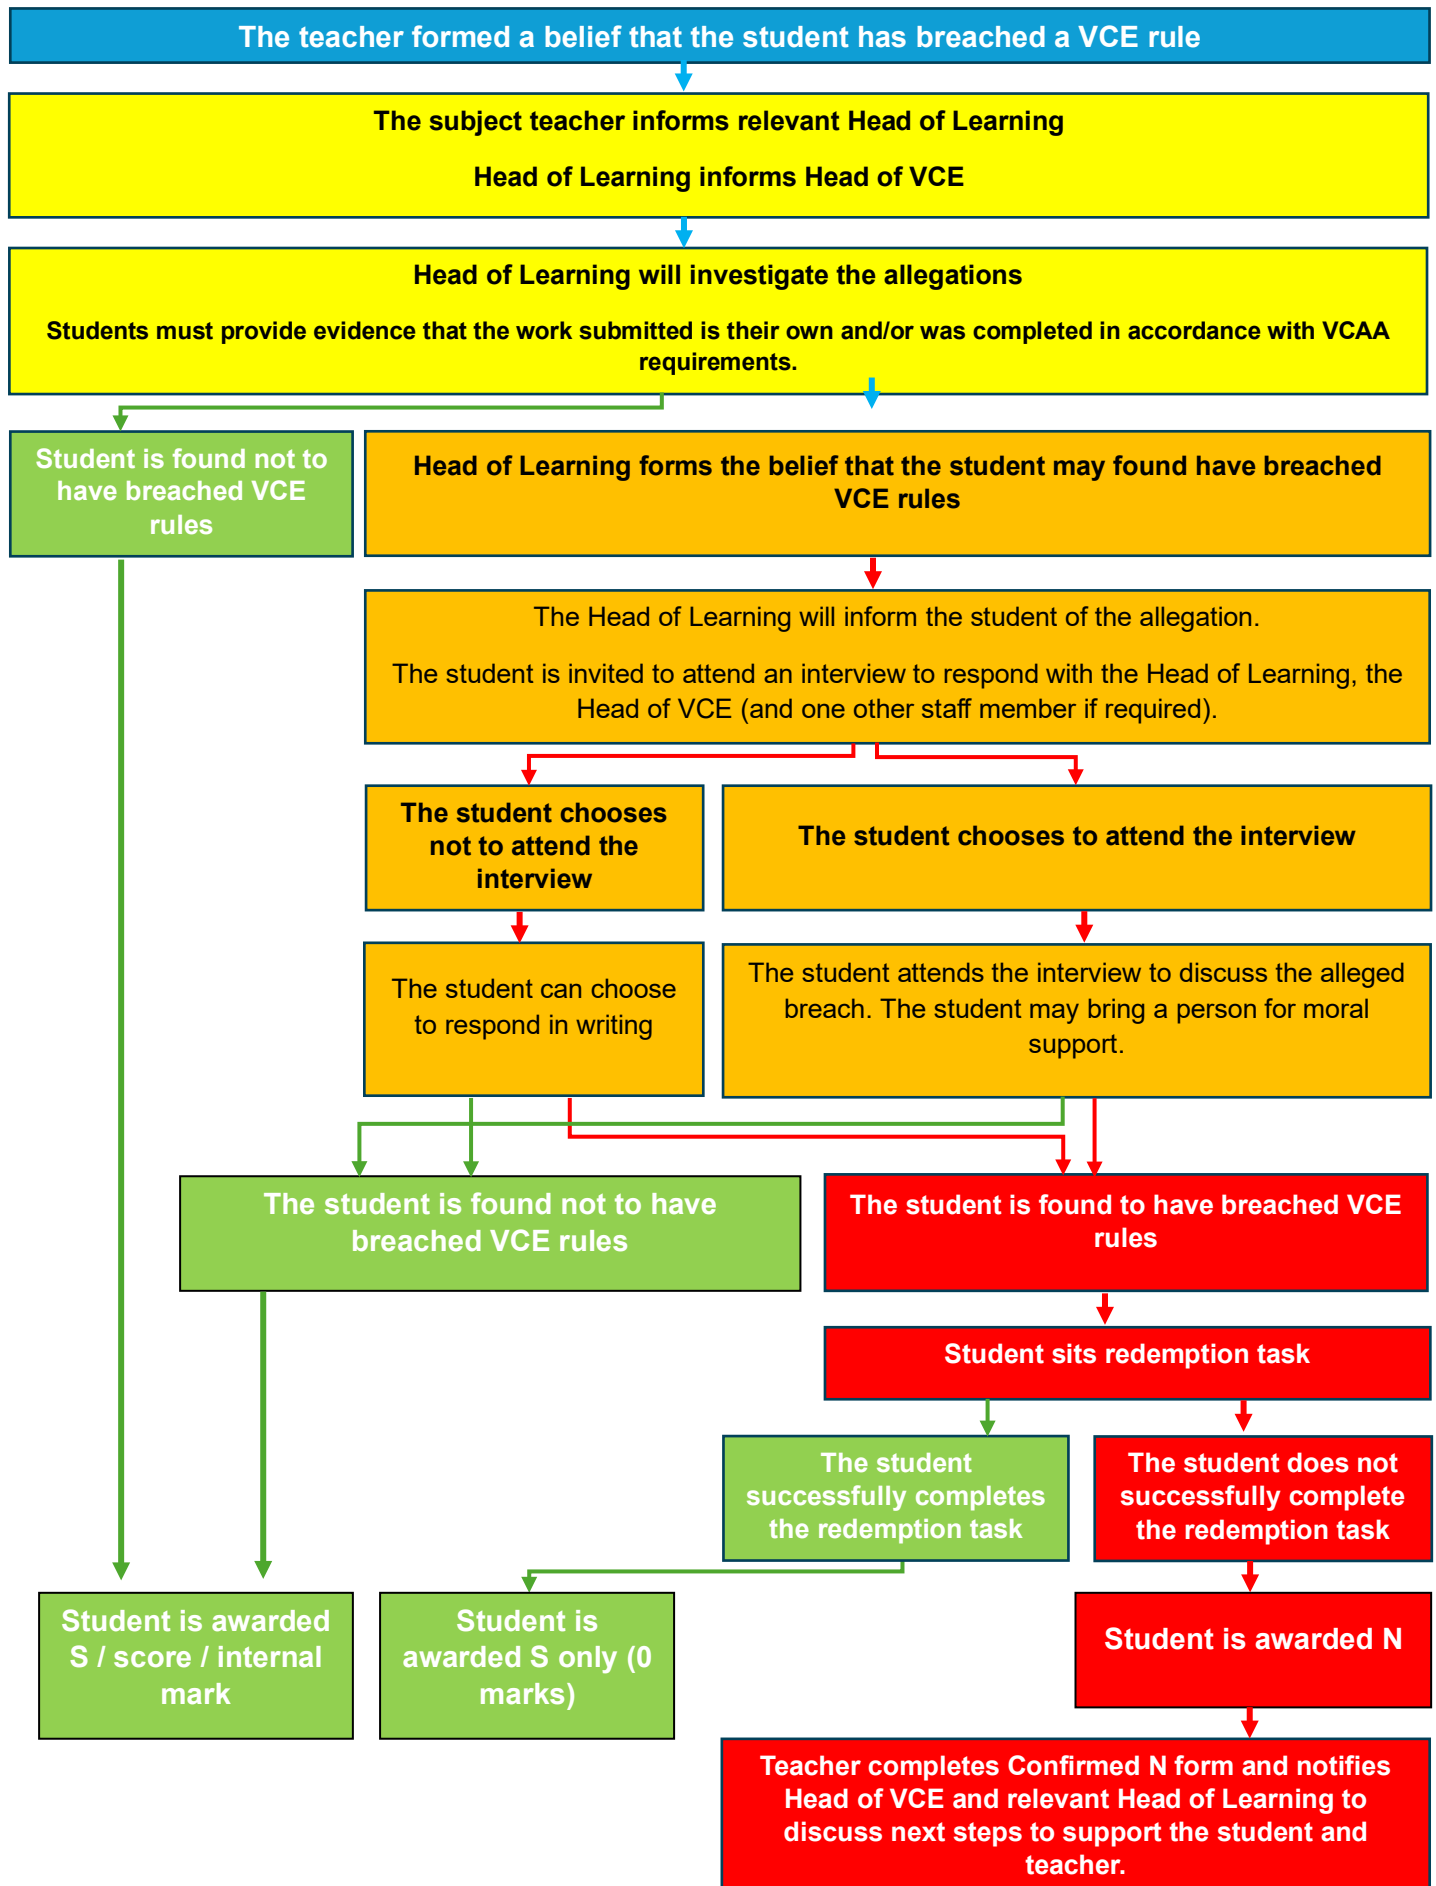 The teacher formed a belief that the student has breached a VCE rule
The subject teacher informs relevant Head of Learning
Head of Learning informs Head of VCE
Head of Learning will investigate the allegations
Students must provide evidence that the work submitted is their own and/or was completed in accordance with VCAA
requirements.
Student is found not to
have breached VCE
rules
Head of Learning forms the belief that the student may found have breached
VCE rules
The Head of Learning will inform the student of the allegation.
The student is invited to attend an interview to respond with the Head of Learning, the
Head of VCE (and one other staff member if required).
The student chooses
not to attend the
interview
The student chooses to attend the interview
The student can choose
to respond in writing
The student attends the interview to discuss the alleged
breach. The student may bring a person for moral
support.
The student is found not to have
breached VCE rules
The student is found to have breached VCE
rules
Student sits redemption task
The student
successfully completes
the redemption task
The student does not
successfully complete
the redemption task
Student is awarded
S / score / internal
mark
Student is
awarded S only (0
marks)
Student is awarded N
Teacher completes Confirmed N form and notifies
Head of VCE and relevant Head of Learning to
discuss next steps to support the student and
teacher.